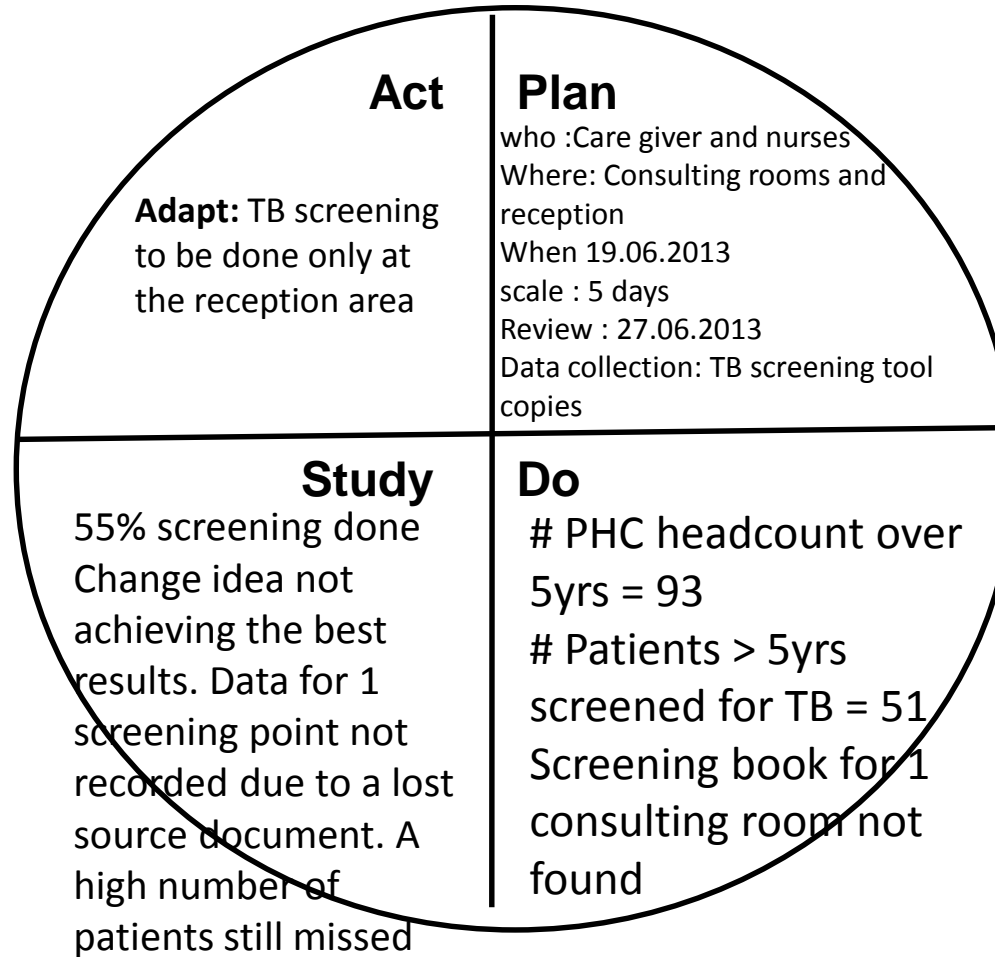 Act
Adapt: TB screening
to be done only at
the reception area
Plan
who :Care giver and nurses
Where: Consulting rooms and
reception
When 19.06.2013
scale : 5 days
Review : 27.06.2013
Data collection: TB screening tool
copies
Study
55% screening done
Change idea not
achieving the best
results. Data for 1
screening point not
recorded due to a lost
source document. A
high number of
patients still missed
Do
# PHC headcount over
5yrs = 93
# Patients > 5yrs
screened for TB = 51
Screening book for 1
consulting room not
found